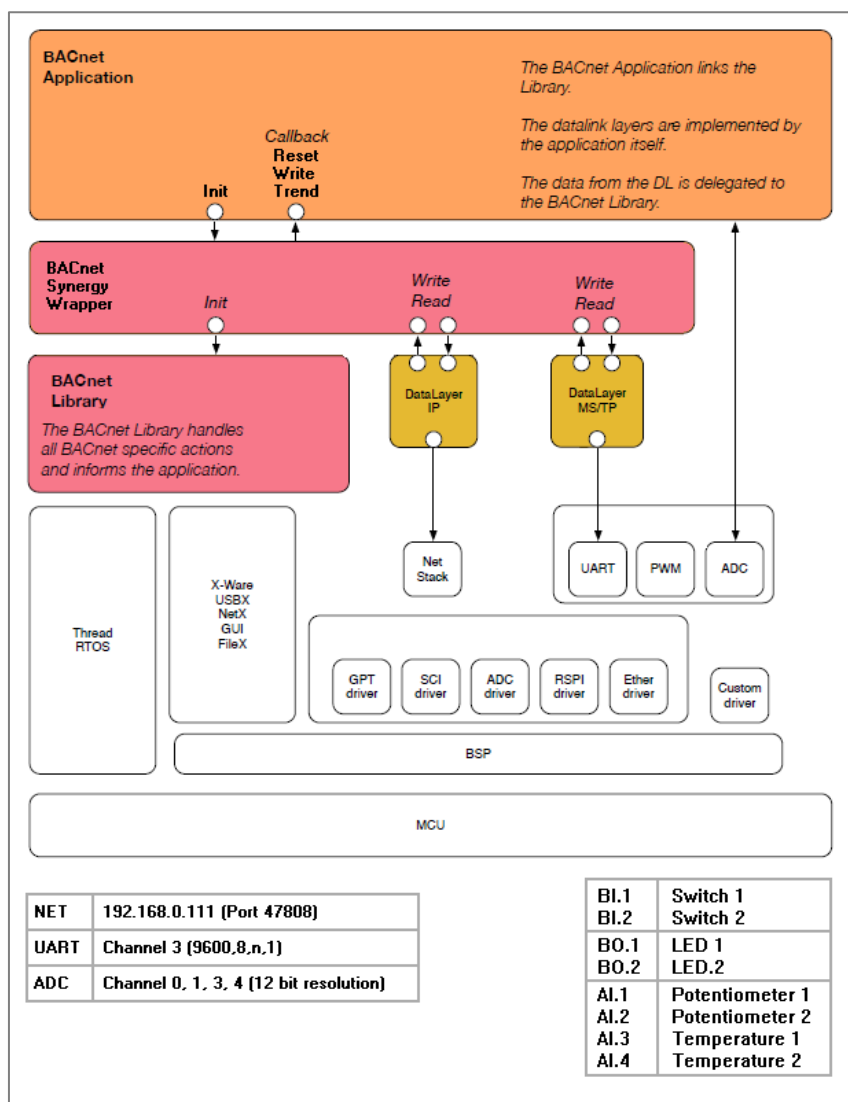 BACnet
Application
The BACnet Application links the
Library.
The datalink layers are implemented by
the application itself.
The data from the DL is delegated to
the BACnet Library.
Callback
Reset
Write
Trend
Init
BACnet
Synergy
Wrapper
Init
Write
Read
Write
Read
BACnet
Library
The BACnet Library handles
all BACnet specific actions
and informs the application.
DataLayer
IP
DataLayer
MS/TP
Thread
RTOS
X-Ware
USBX
NetX
GUI
FileX
Net
Stack
UART
PWM
ADC
GPT
driver
SCI
driver
ADC
driver
RSPI
driver
Ether
driver
Custom
driver
BSP
MCU
NET 192.168.0.111 (Port 47808)
UART Channel 3 (9600,8,n,1)
ADC Channel 0, 1, 3, 4 (12 bit resolution)
BI.1 Switch 1
BI.2 Switch 2
BO.1 LED 1
BO.2 LED.2
AI.1 Potentiometer 1
AI.2 Potentiometer 2
AI.3 Temperature 1
AI.4 Temperature 2